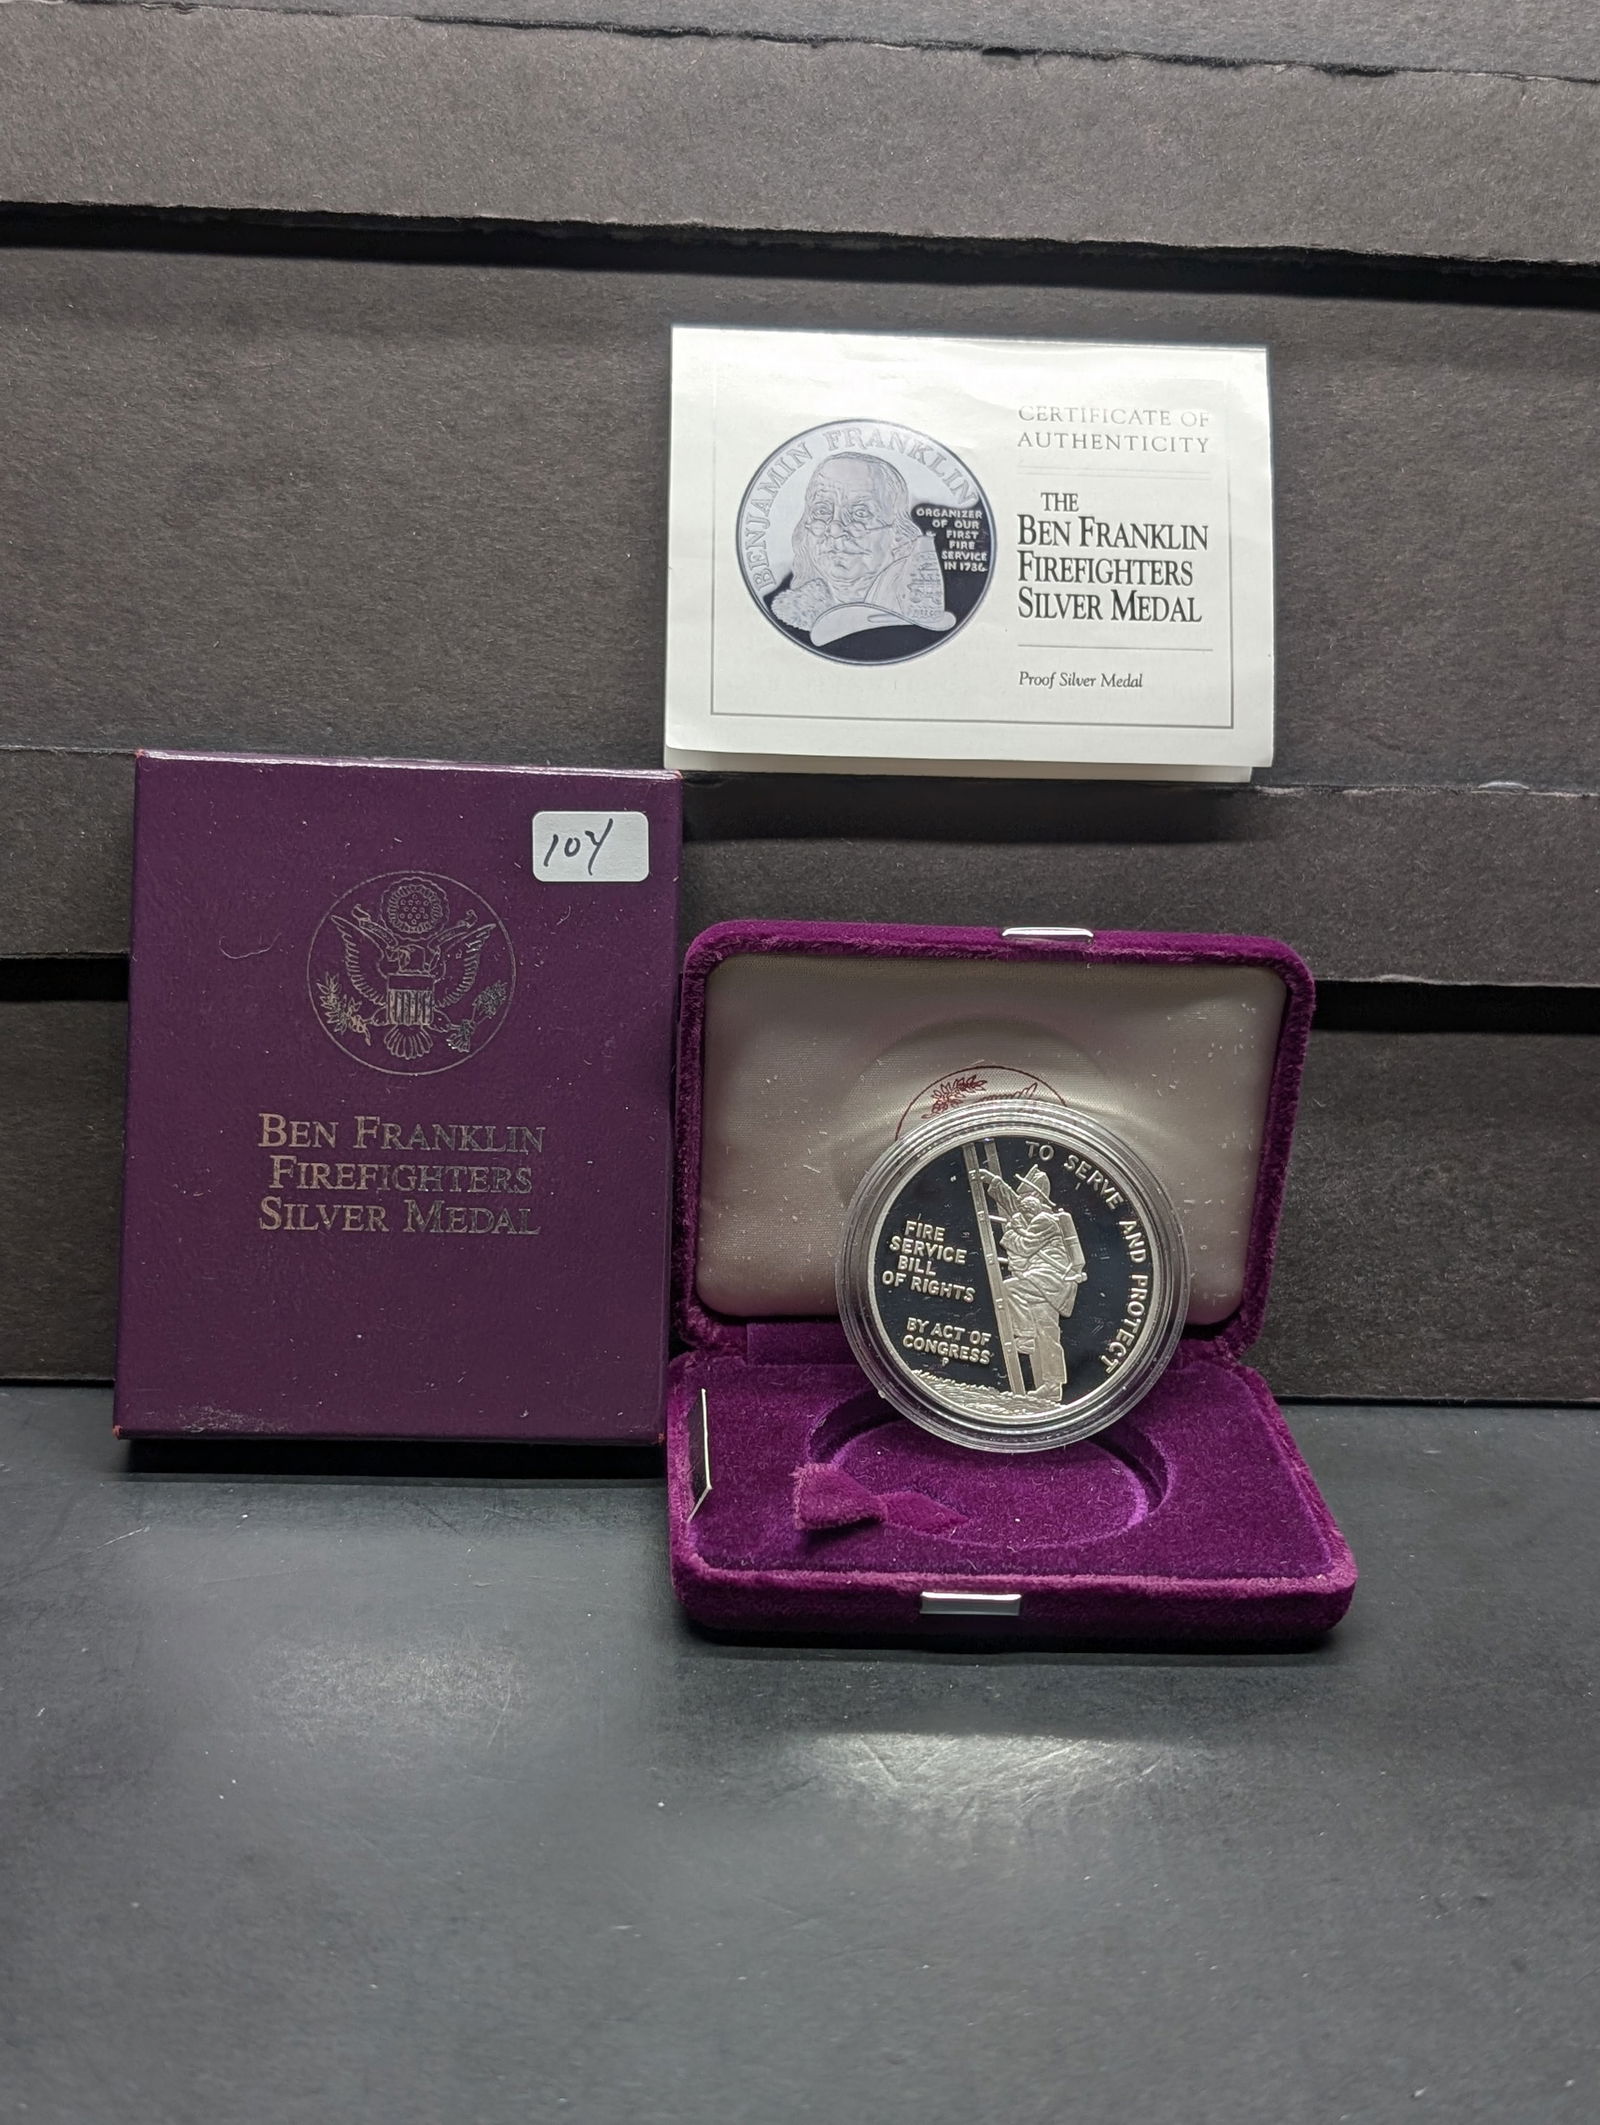 CERTIFICATE OF
AUTHENTICITY
THE
BEN FRANKLIN
FIREFIGHTERS
SILVER MEDAL
Proof Silver Medal
BENJAMIN FRANKLIN
ORGANIZER
OF OUR
FIRST
FIRE
SERVICE
IN 1736
BEN FRANKLIN
FIREFIGHTERS
SILVER MEDAL
TO SERVE AND PROTECT
FIRE
SERVICE
BILL
OF RIGHTS
BY ACT OF
CONGRESS
P